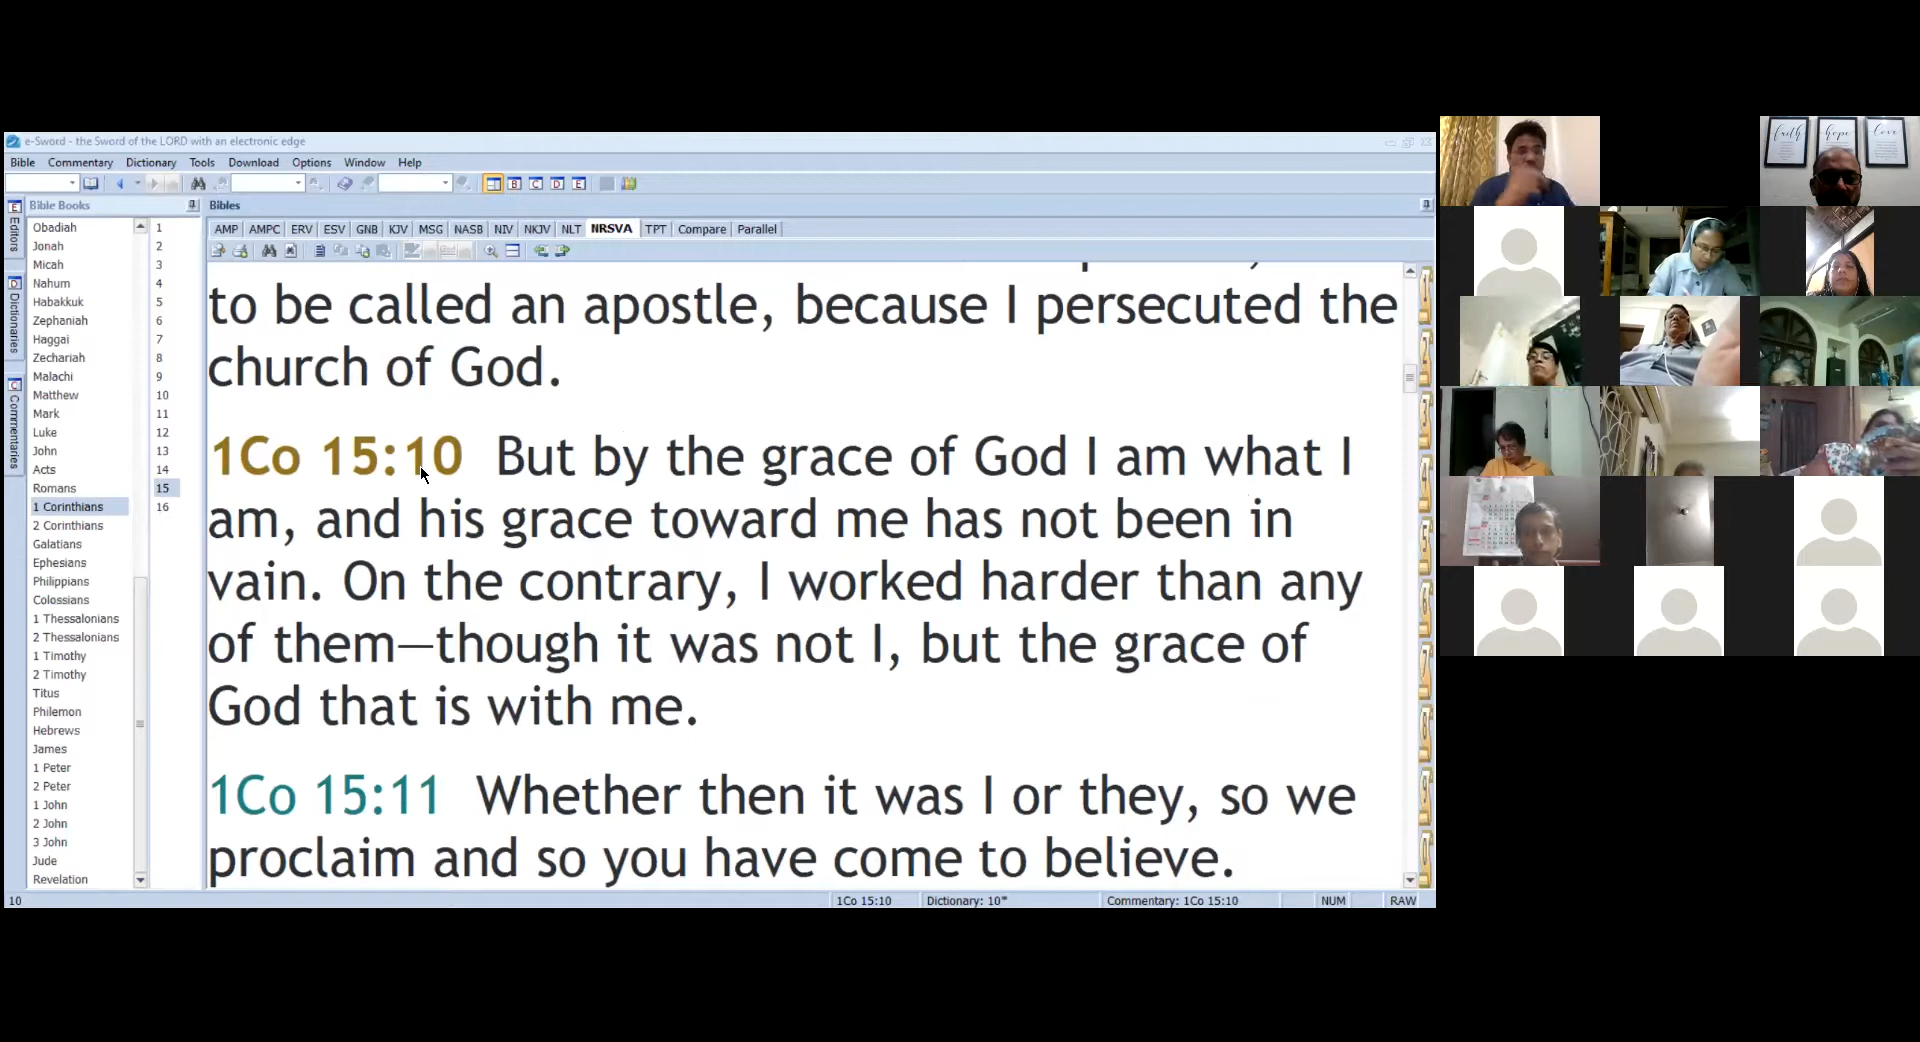 e-Sword - the Sword of the LORD with an electronic edge
Bible Commentary Dictionary Tools Download Options Window Help
B C D E
Bible Books
Bibles
E Editors
D Dictionaries
C Commentaries
Obadiah 1
Jonah 2
Micah 3
Nahum 4
Habakkuk 5
Zephaniah 6
Haggai 7
Zechariah 8
Malachi 9
Matthew 10
Mark 11
Luke 12
John 13
Acts 14
Romans 15
1 Corinthians 16
2 Corinthians
Galatians
Ephesians
Philippians
Colossians
1 Thessalonians
2 Thessalonians
1 Timothy
2 Timothy
Titus
Philemon
Hebrews
James
1 Peter
2 Peter
1 John
2 John
3 John
Jude
Revelation
AMP AMPC ERV ESV GNB KJV MSG NASB NIV NKJV NLT NRSVA TPT Compare Parallel
to be called an apostle, because I persecuted the
church of God.
1Co 15:10 But by the grace of God I am what I
am, and his grace toward me has not been in
vain. On the contrary, I worked harder than any
of them—though it was not I, but the grace of
God that is with me.
1Co 15:11 Whether then it was I or they, so we
proclaim and so you have come to believe.
10 1Co 15:10 Dictionary: 10* Commentary: 1Co 15:10 NUM RAW
faith hope love